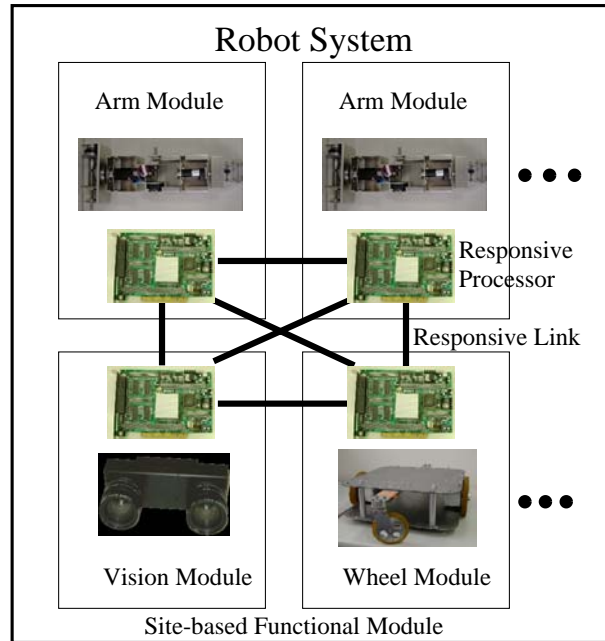 Robot System
Arm Module
Arm Module
Responsive
Processor
Responsive Link
Vision Module
Wheel Module
Site-based Functional Module